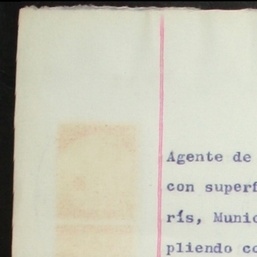 Agente de
con superf
rís, Munic
pliendo co